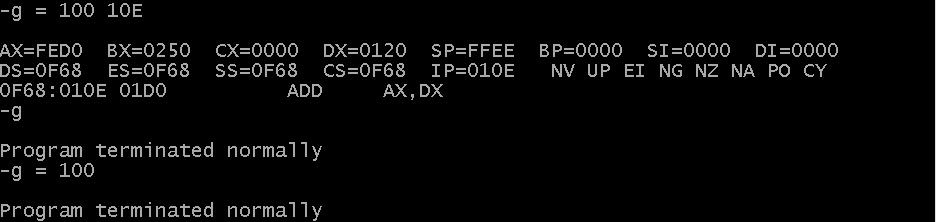 -g = 100 10E
AX=FED0  BX=0250  CX=0000  DX=0120  SP=FFEE  BP=0000  SI=0000  DI=0000
DS=0F68  ES=0F68  SS=0F68  CS=0F68  IP=010E   NV UP EI NG NZ NA PO CY
0F68:010E 01D0          ADD     AX,DX
-g
Program terminated normally
-g = 100
Program terminated normally